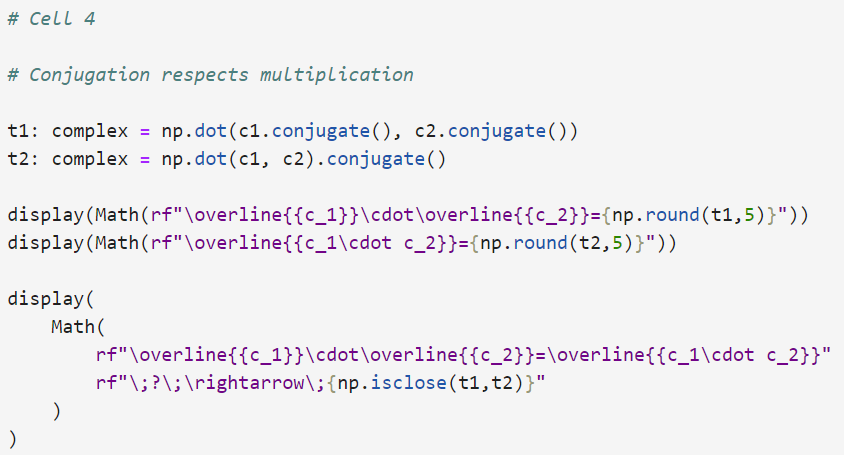 # Cell 4

# Conjugation respects multiplication

t1: complex = np.dot(c1.conjugate(), c2.conjugate())
t2: complex = np.dot(c1, c2).conjugate()

display(Math(rf"\overline{{c_1}}\cdot\overline{{c_2}}={np.round(t1,5)}"))
display(Math(rf"\overline{{c_1\cdot c_2}}={np.round(t2,5)}"))

display(
    Math(
        rf"\overline{{c_1}}\cdot\overline{{c_2}}=\overline{{c_1\cdot c_2}}"
        rf"\;?\;\rightarrow\;{np.isclose(t1,t2)}"
    )
)